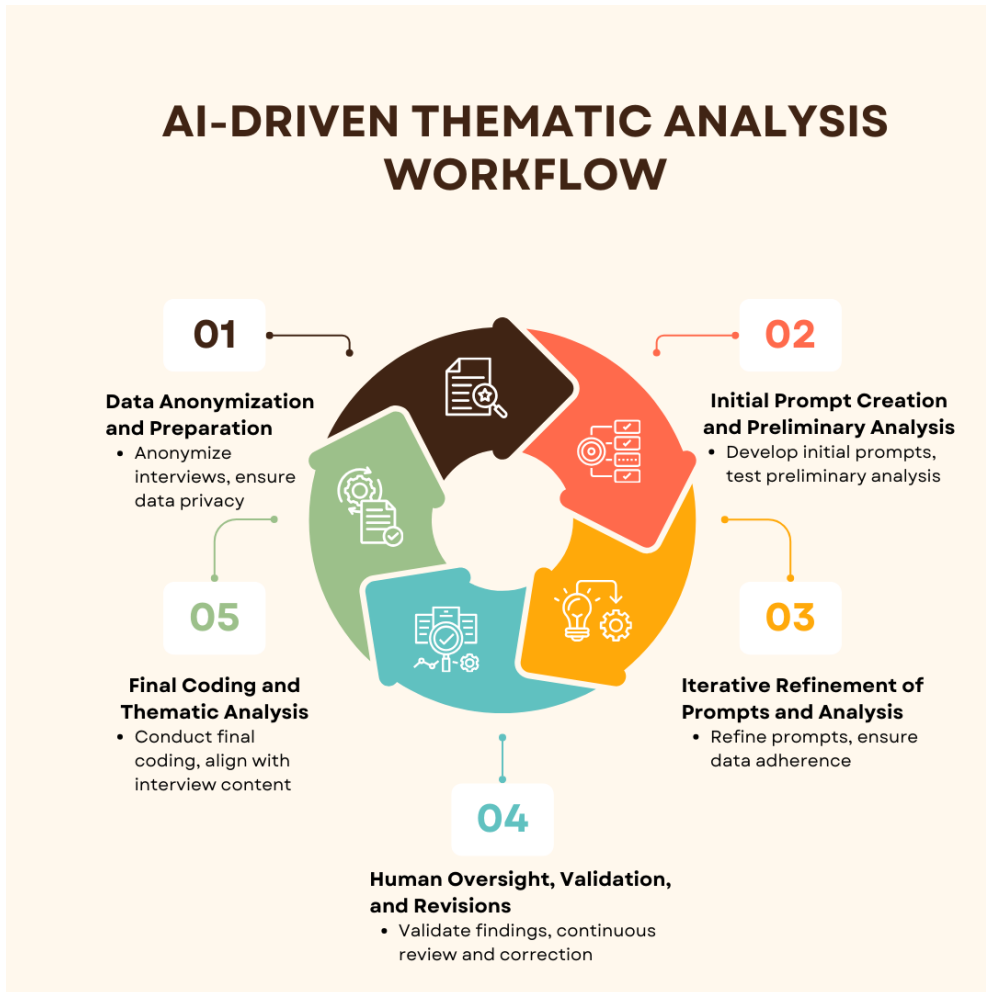 AI-DRIVEN THEMATIC ANALYSIS
WORKFLOW
01
Data Anonymization
and Preparation
• Anonymize
interviews, ensure
data privacy
02
Initial Prompt Creation
and Preliminary Analysis
• Develop initial prompts,
test preliminary analysis
03
Iterative Refinement of
Prompts and Analysis
• Refine prompts, ensure
data adherence
04
Human Oversight, Validation,
and Revisions
• Validate findings, continuous
review and correction
05
Final Coding and
Thematic Analysis
• Conduct final
coding, align with
interview content